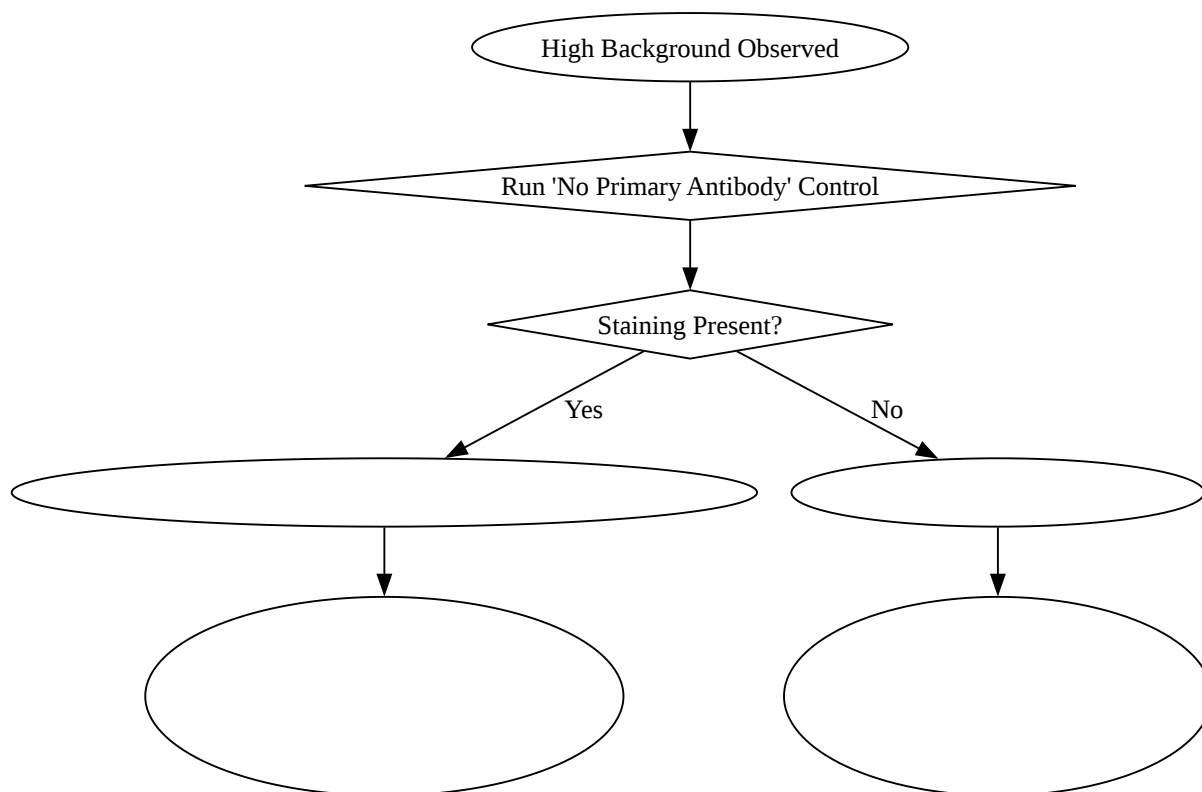 High Background Observed
Run 'No Primary Antibody' Control
Staining Present?
Yes
No